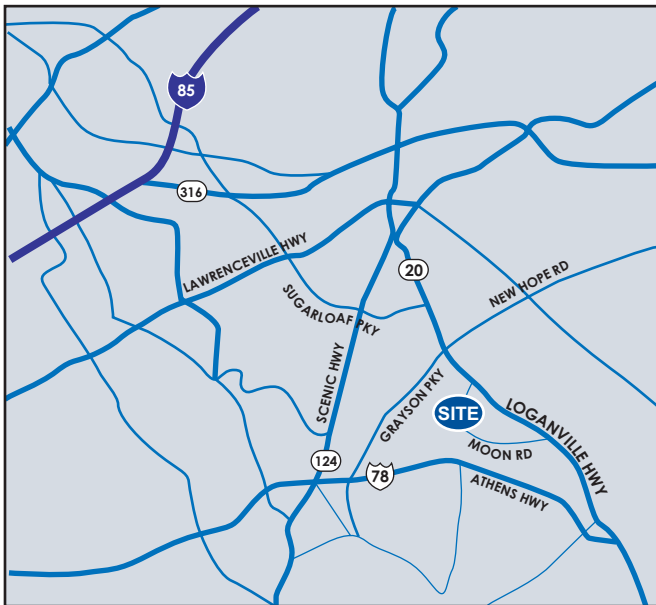 85
316
LAWRENCEVILLE HWY
20
NEW HOPE RD
SUGARLOAF PKY
SCENIC HWY
GRAYSON PKY
SITE
LOGANVILLE HWY
MOON RD
124
78
ATHENS HWY